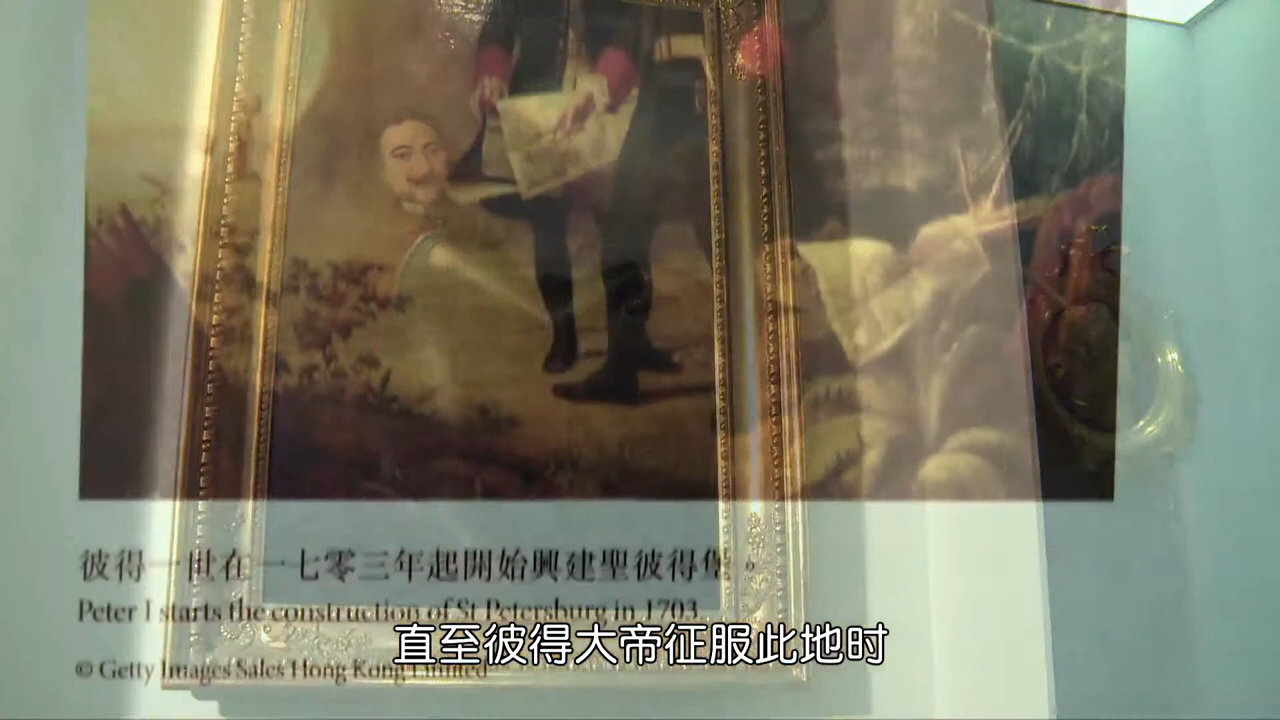 彼得一世在一七零三年起開始興建聖彼得堡。
Peter I starts the construction of St Petersburg in 1703.
直至彼得大帝征服此地时
© Getty Images Sales Hong Kong Limited